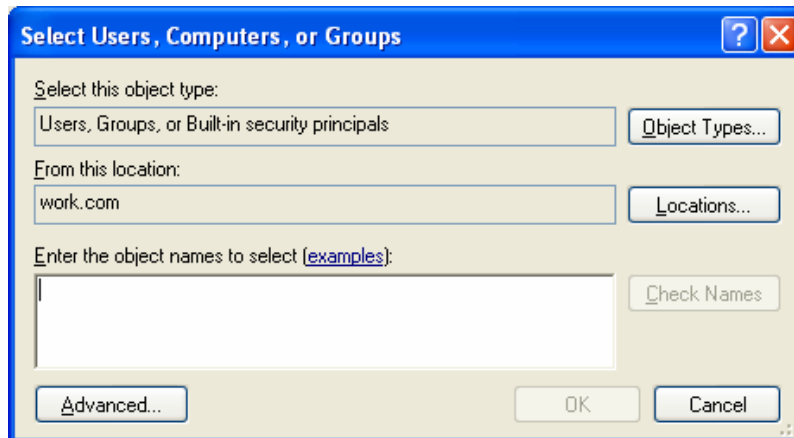 Select Users, Computers, or Groups
Select this object type:
Users, Groups, or Built-in security principals
Object Types...
From this location:
work.com
Locations...
Enter the object names to select (examples):
Check Names
Advanced...
OK
Cancel